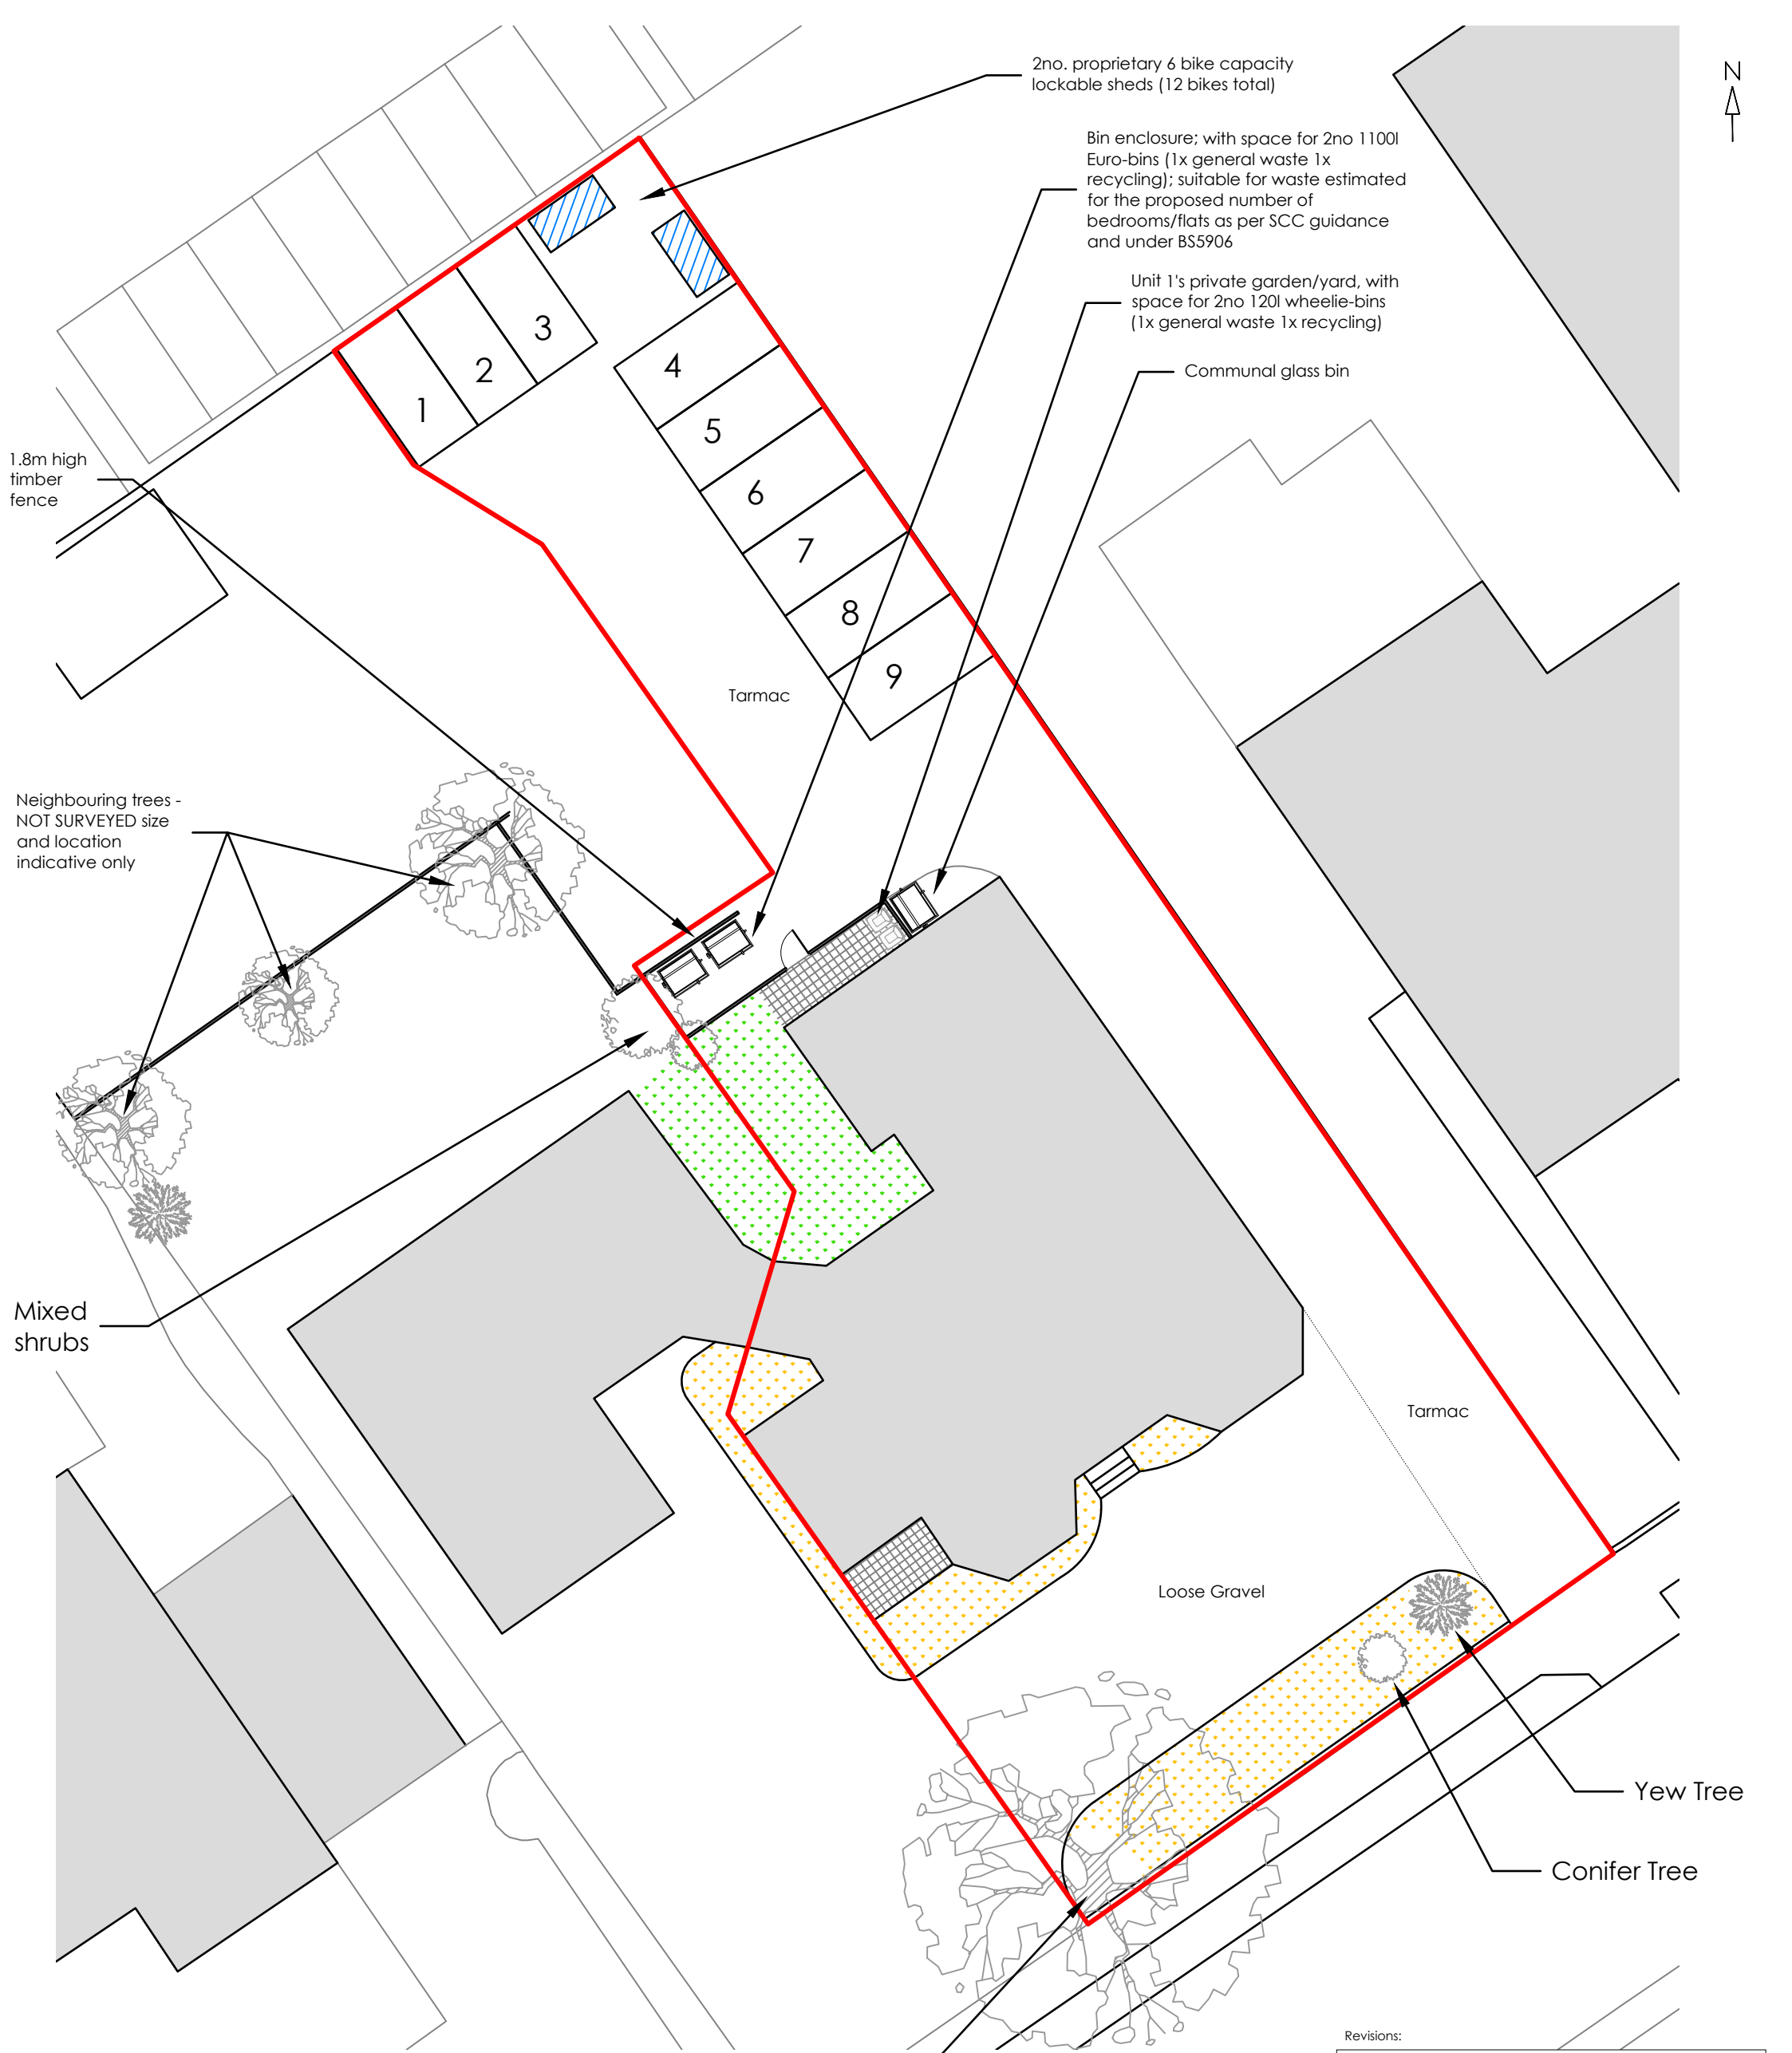 N
2no. proprietary 6 bike capacity
lockable sheds (12 bikes total)
Bin enclosure; with space for 2no 1100l
Euro-bins (1x general waste 1x
recycling); suitable for waste estimated
for the proposed number of
bedrooms/flats as per SCC guidance
and under BS5906
Unit 1's private garden/yard, with
space for 2no 120l wheelie-bins
(1x general waste 1x recycling)
Communal glass bin
3
2
1
4
5
6
7
8
9
1.8m high
timber
fence
Tarmac
Neighbouring trees -
NOT SURVEYED size
and location
indicative only
Mixed
shrubs
Tarmac
Loose Gravel
Yew Tree
Conifer Tree
Revisions: